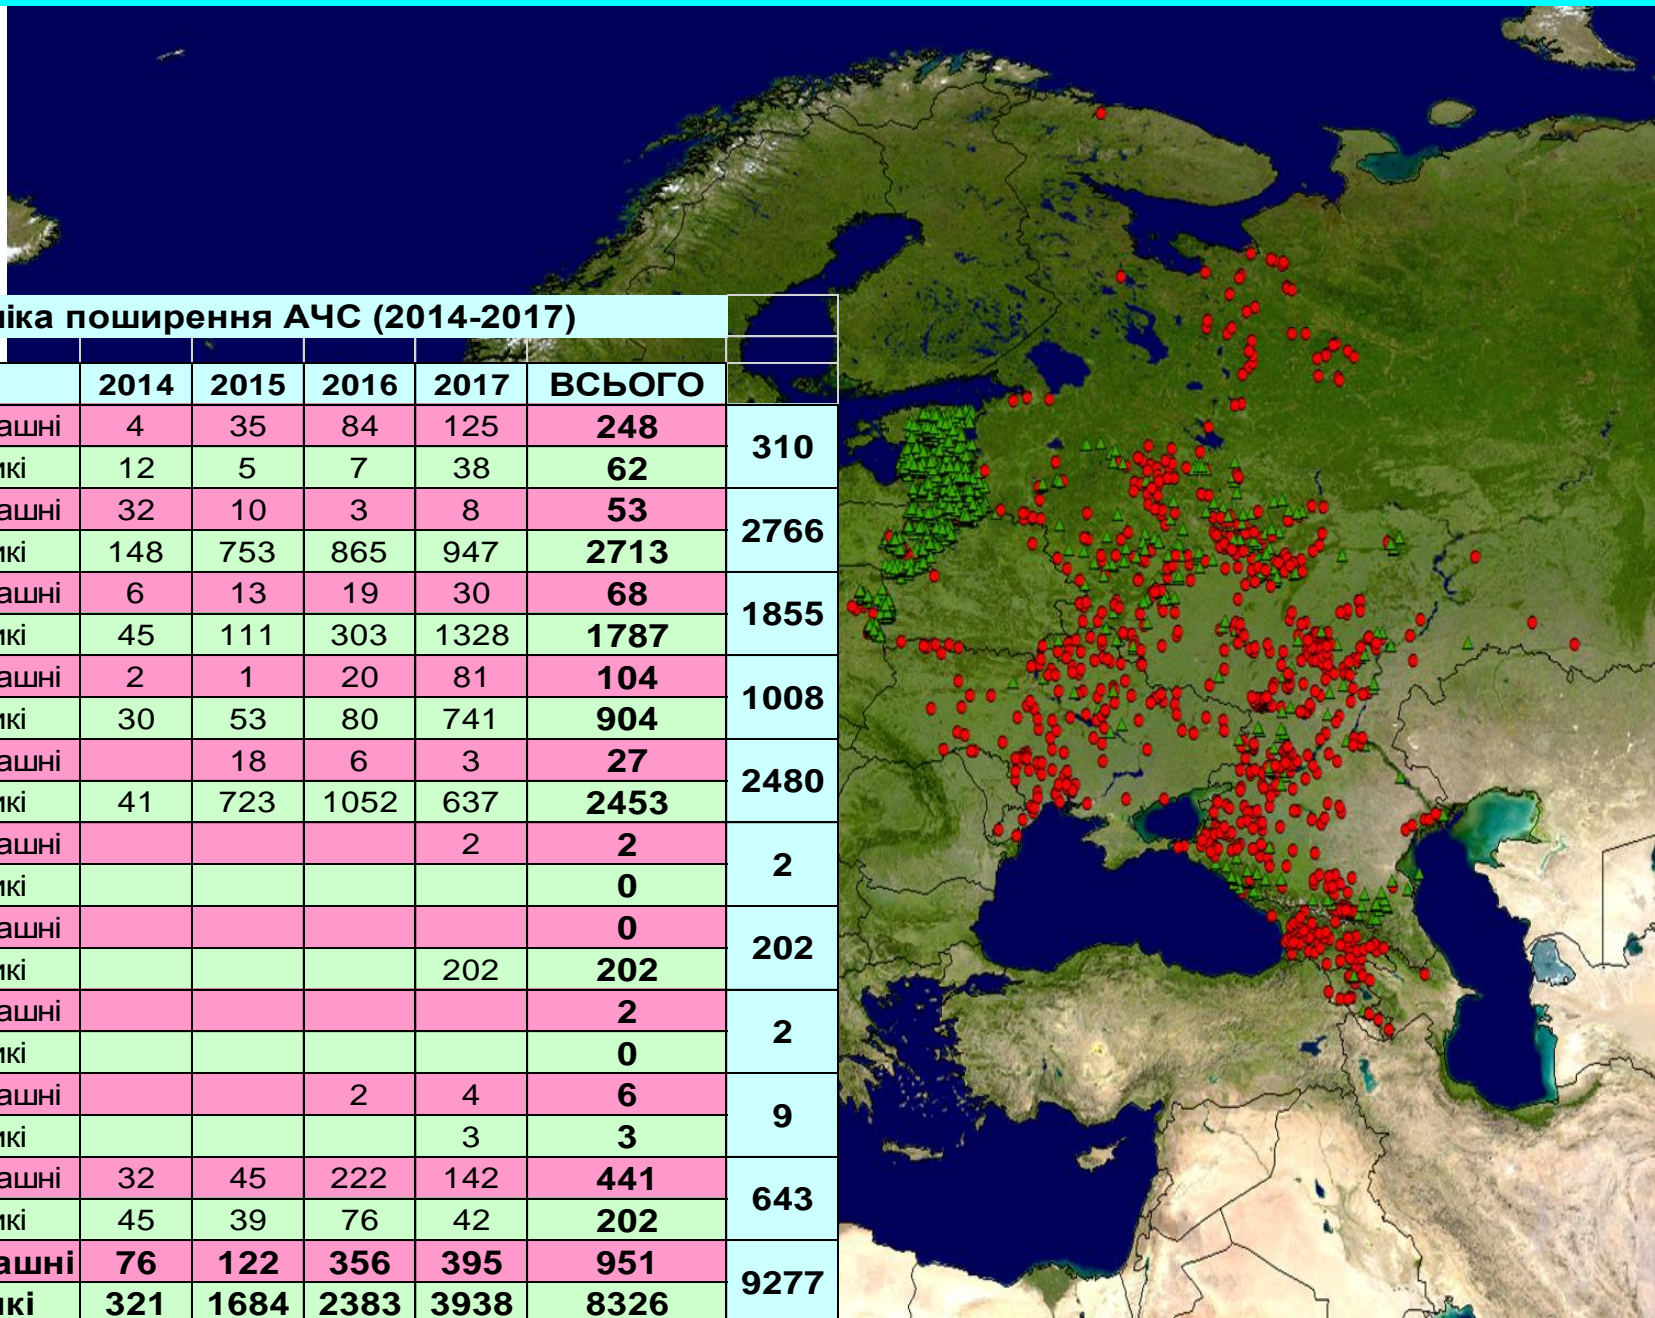 іка поширення АЧС (2014-2017)
2014 2015 2016 2017 ВСЬОГО
ашні 4 35 84 125 248 310
икі 12 5 7 38 62
ашні 32 10 3 8 53 2766
икі 148 753 865 947 2713
ашні 6 13 19 30 68 1855
икі 45 111 303 1328 1787
ашні 2 1 20 81 104 1008
икі 30 53 80 741 904
ашні 18 6 3 27 2480
икі 41 723 1052 637 2453
ашні 2 2 2
икі 0
ашні 0 202
икі 202 202
ашні 2 2
икі 0
ашні 2 4 6 9
икі 3 3
ашні 32 45 222 142 441 643
икі 45 39 76 42 202
ашні 76 122 356 395 951 9277
икі 321 1684 2383 3938 8326